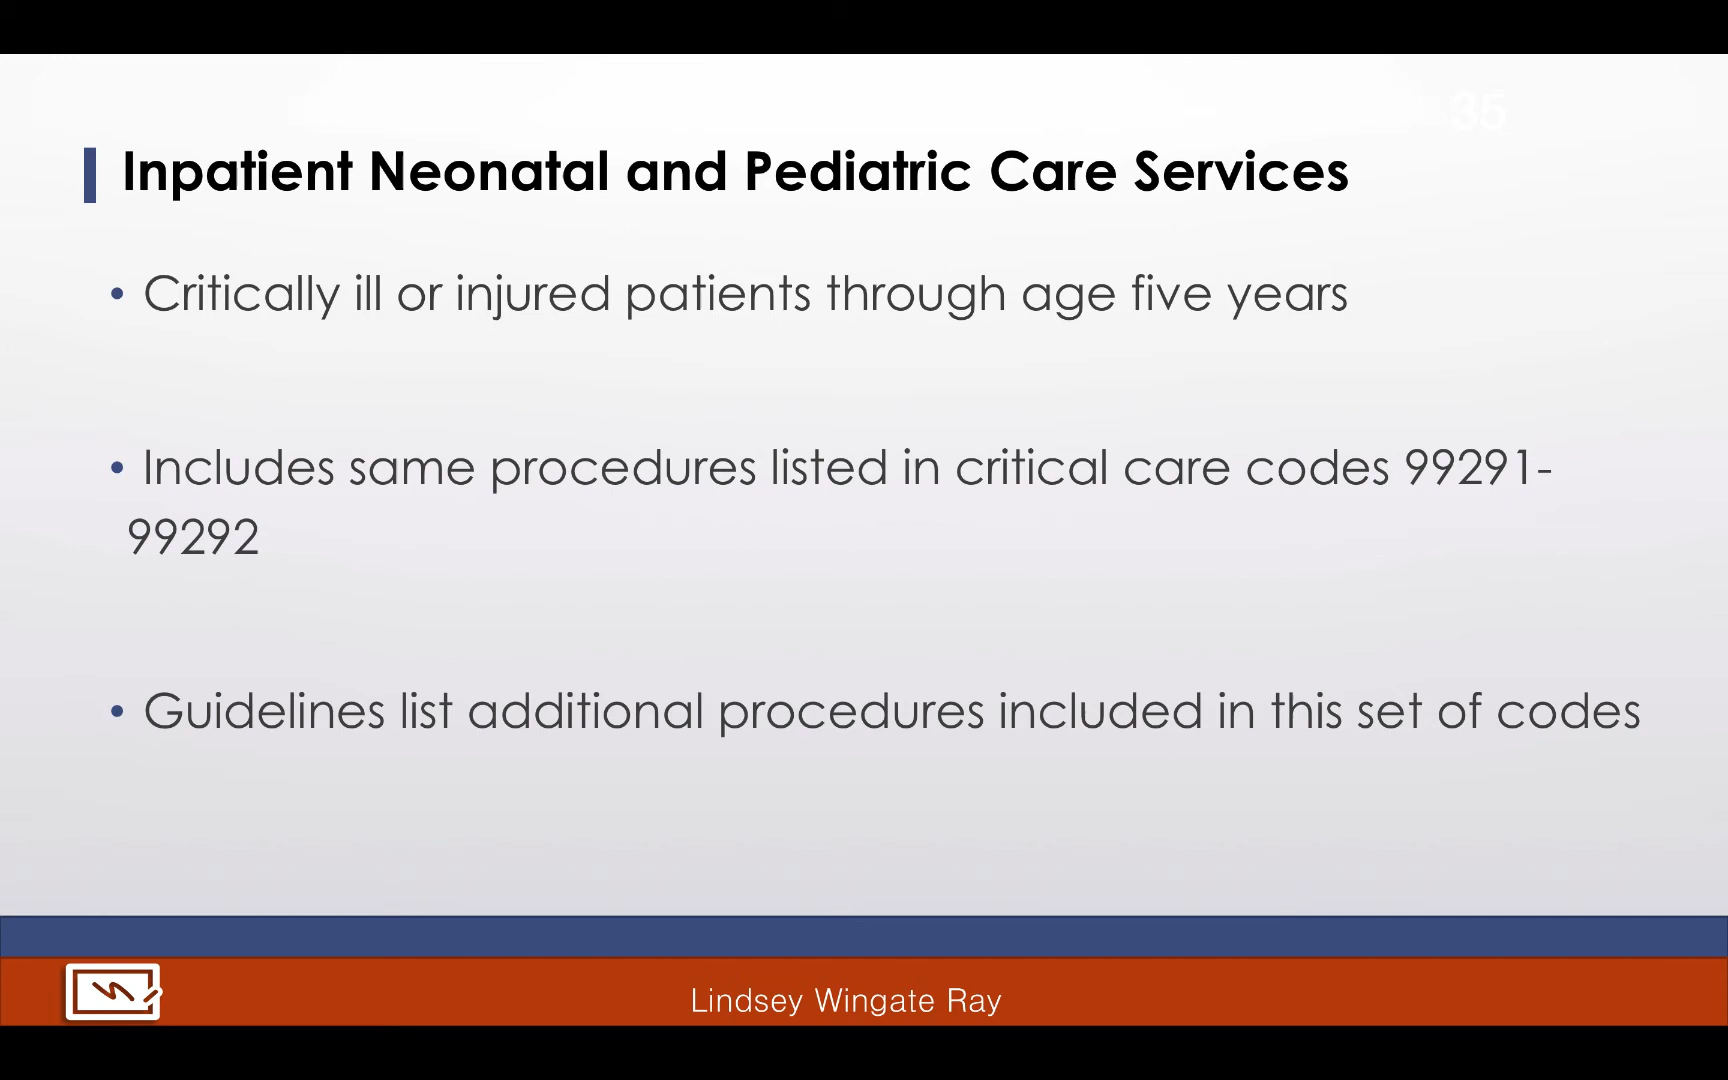 35
Inpatient Neonatal and Pediatric Care Services
• Critically ill or injured patients through age five years
• Includes same procedures listed in critical care codes 99291-
99292
• Guidelines list additional procedures included in this set of codes
Lindsey Wingate Ray